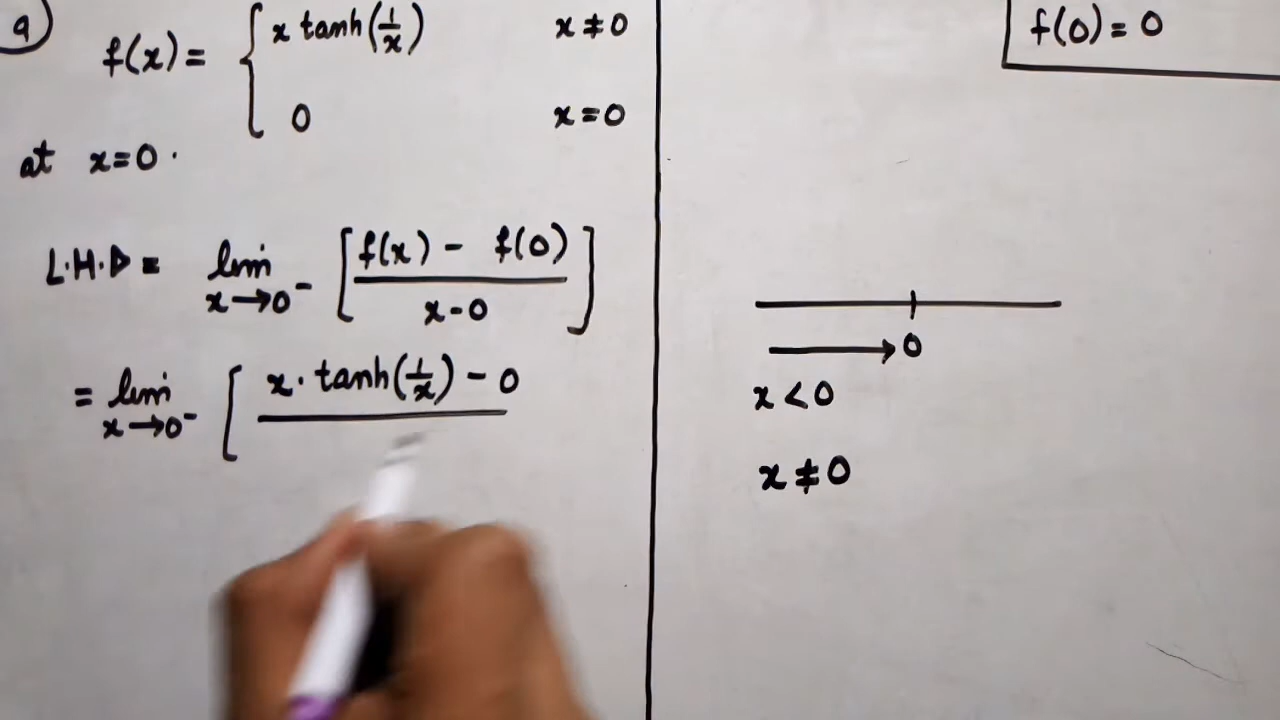 a
f(x) = { x tanh(1/x) x ≠ 0
0 x = 0
at x = 0 .
L.H.D = lim x→0⁻ [ f(x) - f(0) / x - 0 ]
= lim x→0⁻ [ x . tanh(1/x) - 0
f(0) = 0
0
x < 0
x ≠ 0